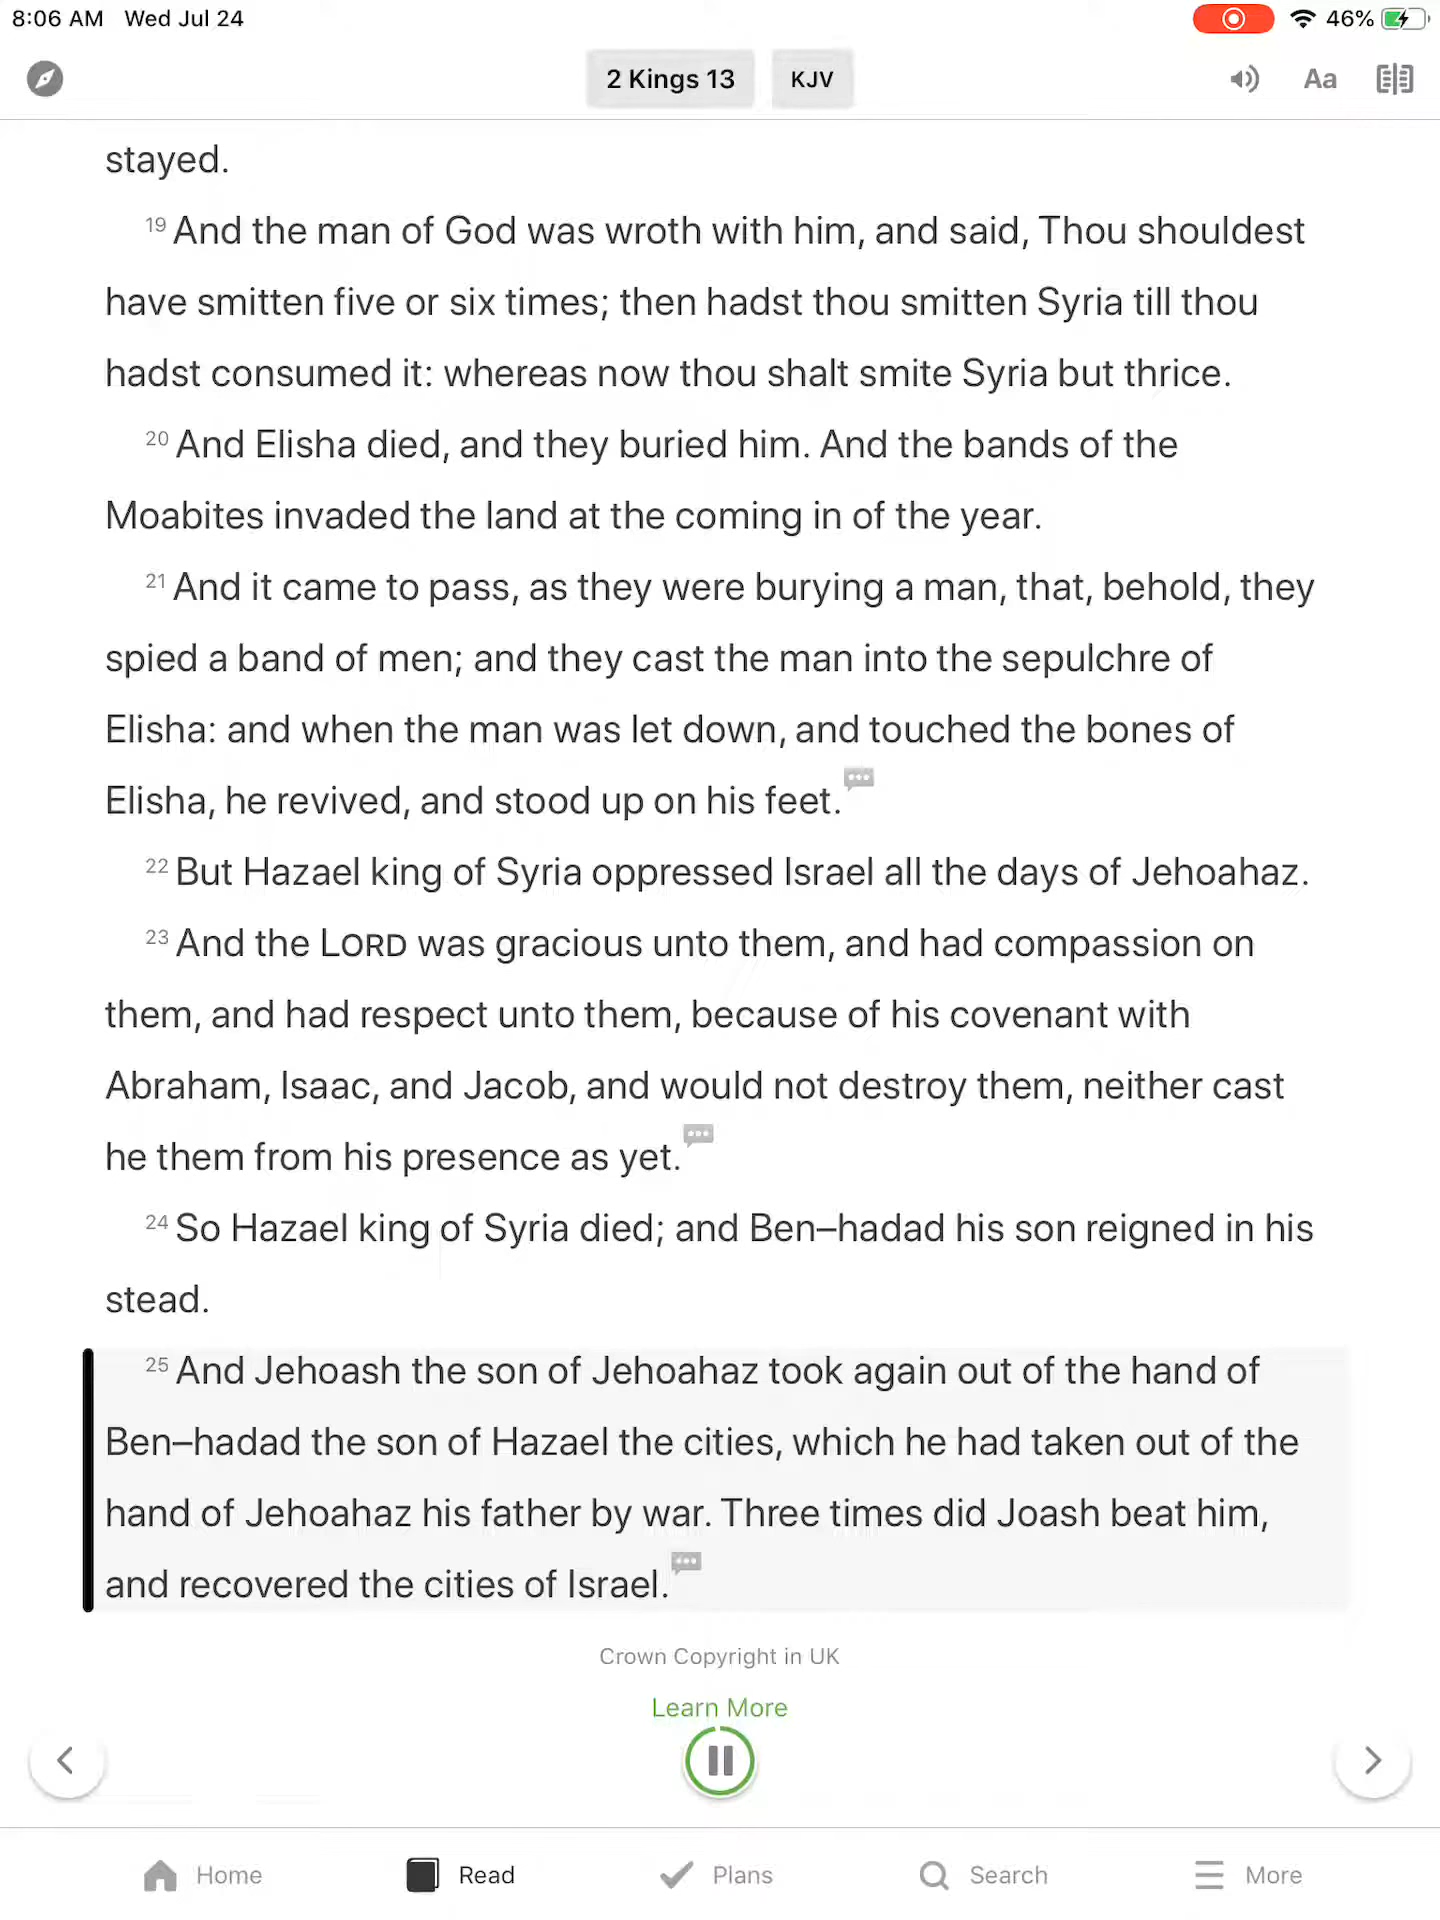 8:06 AM Wed Jul 24 46%
2 Kings 13 KJV Aa
stayed.
19 And the man of God was wroth with him, and said, Thou shouldest
have smitten five or six times; then hadst thou smitten Syria till thou
hadst consumed it: whereas now thou shalt smite Syria but thrice.
20 And Elisha died, and they buried him. And the bands of the
Moabites invaded the land at the coming in of the year.
21 And it came to pass, as they were burying a man, that, behold, they
spied a band of men; and they cast the man into the sepulchre of
Elisha: and when the man was let down, and touched the bones of
Elisha, he revived, and stood up on his feet.
22 But Hazael king of Syria oppressed Israel all the days of Jehoahaz.
23 And the LORD was gracious unto them, and had compassion on
them, and had respect unto them, because of his covenant with
Abraham, Isaac, and Jacob, and would not destroy them, neither cast
he them from his presence as yet.
24 So Hazael king of Syria died; and Ben–hadad his son reigned in his
stead.
25 And Jehoash the son of Jehoahaz took again out of the hand of
Ben–hadad the son of Hazael the cities, which he had taken out of the
hand of Jehoahaz his father by war. Three times did Joash beat him,
and recovered the cities of Israel.
Crown Copyright in UK
Learn More
Home Read Plans Search More